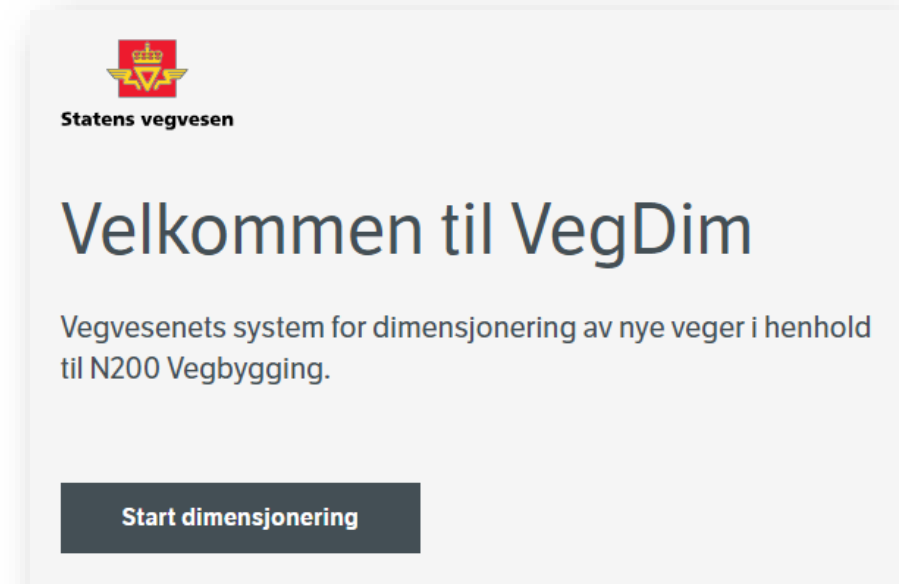 Statens vegvesen
Velkommen til VegDim
Vegvesenets system for dimensjonering av nye veger i henhold
til N200 Vegbygging.
Start dimensjonering